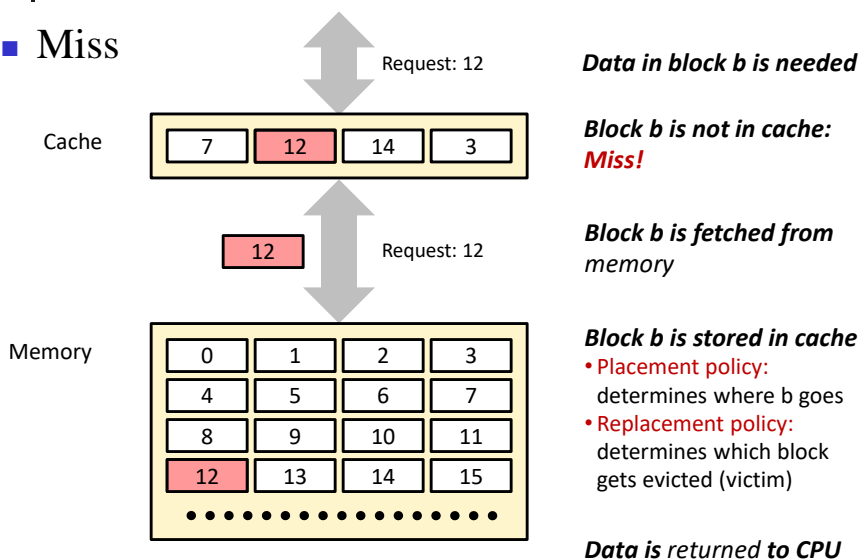 Miss
Request: 12
Data in block b is needed
Cache
7 12 14 3
Block b is not in cache:
Miss!
12
Request: 12
Block b is fetched from
memory
Memory
0 1 2 3
4 5 6 7
8 9 10 11
12 13 14 15
Block b is stored in cache
• Placement policy:
determines where b goes
• Replacement policy:
determines which block
gets evicted (victim)
Data is returned to CPU